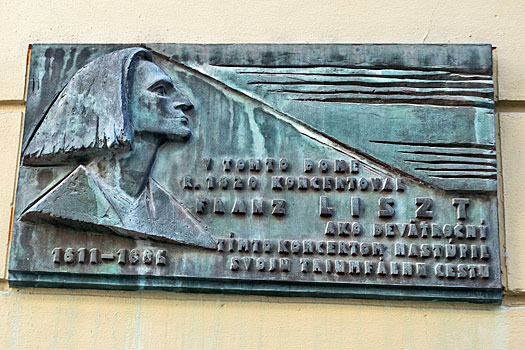 V TOMTO DOME
R. 1820 KONCERTOVAL
FRANZ LISZT
AKO DEVÄŤROČNÝ
TÝMTO KONCERTOM NASTÚPIL
SVOJU TRIUMFÁLNU CESTU
1811-1886